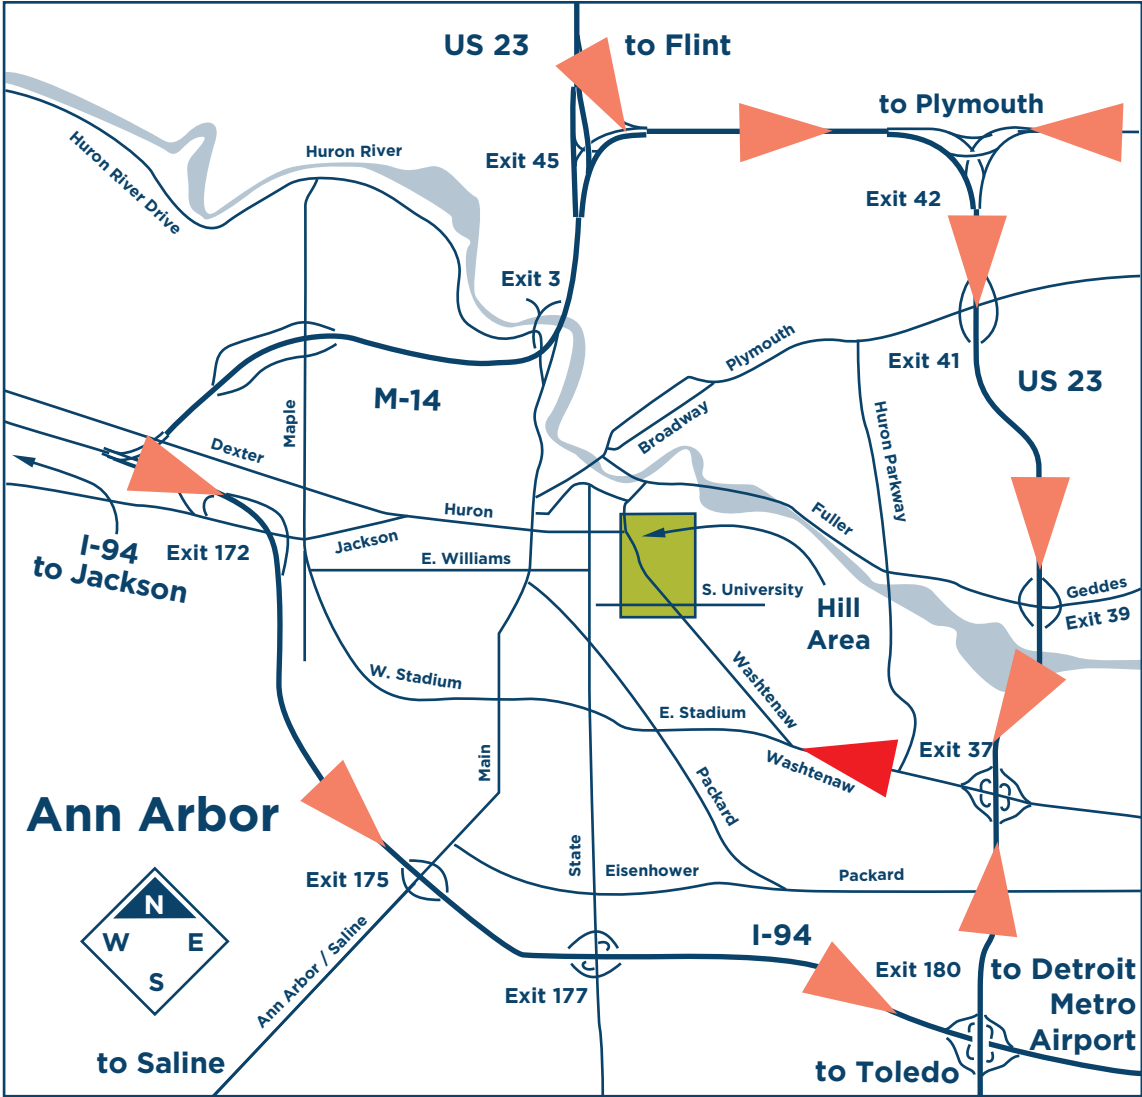 US 23
to Flint
to Plymouth
Huron River
Exit 45
Huron River Drive
Exit 42
Exit 3
Plymouth
Exit 41
US 23
M-14
Maple
Broadway
Huron Parkway
Dexter
Huron
Fuller
Jackson
I-94
to Jackson
Exit 172
E. Williams
S. University
Geddes
Exit 39
Hill
Area
W. Stadium
Washtenaw
E. Stadium
Exit 37
Washtenaw
Main
Packard
Ann Arbor
State
Exit 175
Eisenhower
Packard
N
W E
S
Ann Arbor / Saline
I-94
Exit 180
to Detroit
Metro
Airport
Exit 177
to Saline
to Toledo